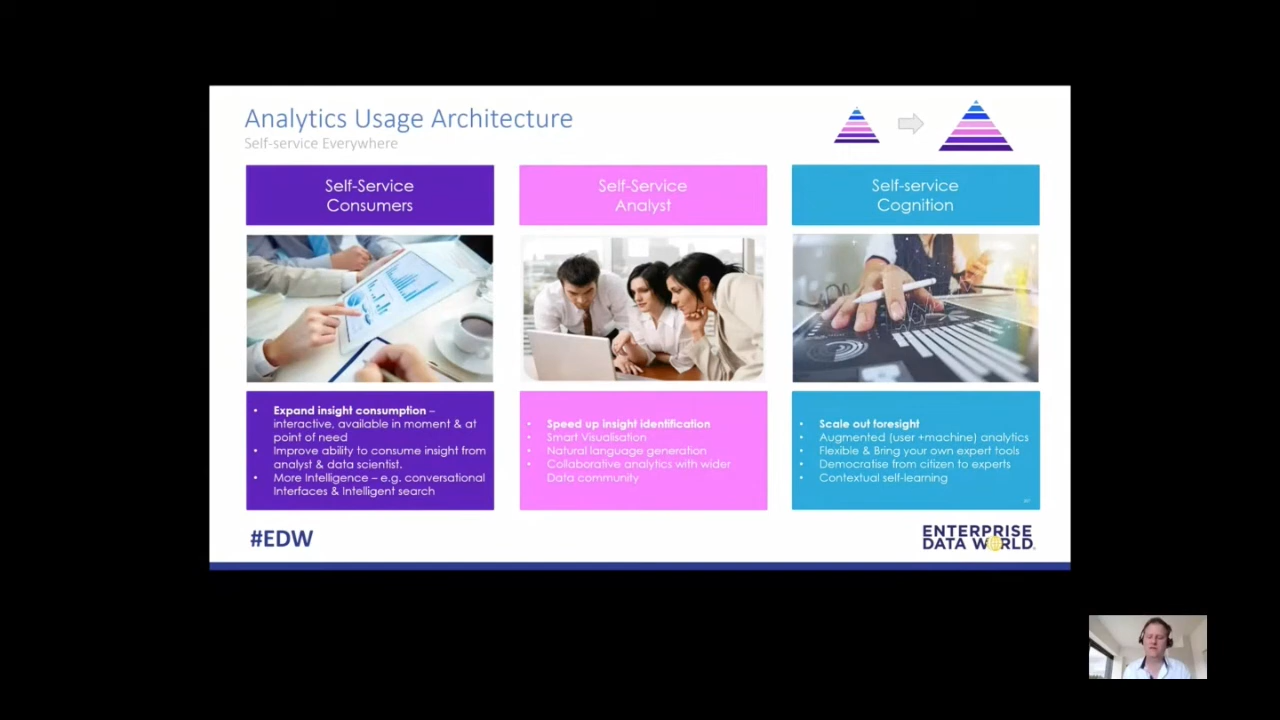 Analytics Usage Architecture
Self-service Everywhere
Self-Service
Consumers
Self-Service
Analyst
Self-service
Cognition
• Expand insight consumption –
interactive, available in moment & at
point of need
• Improve ability to consume insight from
analyst & data scientist.
• More Intelligence – e.g. conversational
Interfaces & Intelligent search
• Speed up insight identification
• Smart Visualisation
• Natural language generation
• Collaborative analytics with wider
Data community
• Scale out foresight
• Augmented (user +machine) analytics
• Flexible & Bring your own expert tools
• Democratise from citizen to experts
• Contextual self-learning
#EDW
ENTERPRISE
DATA WORLD